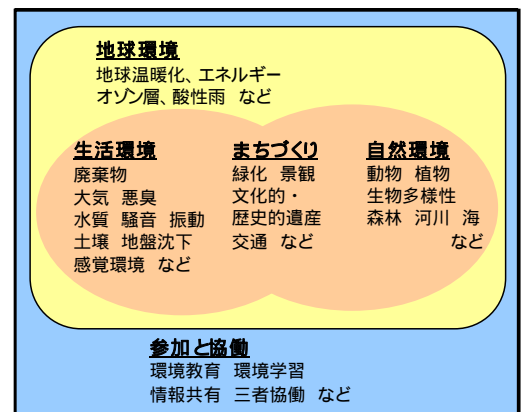 地球環境
地球温暖化、エネルギー
オゾン層、酸性雨 など
生活環境
廃棄物
大気 悪臭
水質 騒音 振動
土壌 地盤沈下
感覚環境 など
まちづくり
緑化 景観
文化的・
歴史的遺産
交通 など
自然環境
動物 植物
生物多様性
森林 河川 海
など
参加と協働
環境教育 環境学習
情報共有 三者協働 など